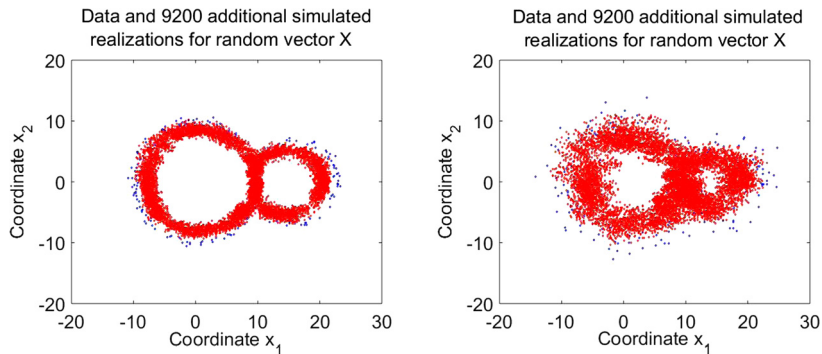 Data and 9200 additional simulated
realizations for random vector X
20
10
0
-10
-20
Coordinate x2
-20
-10
0
10
20
30
Coordinate x1
Data and 9200 additional simulated
realizations for random vector X
20
10
0
-10
-20
Coordinate x2
-20
-10
0
10
20
30
Coordinate x1